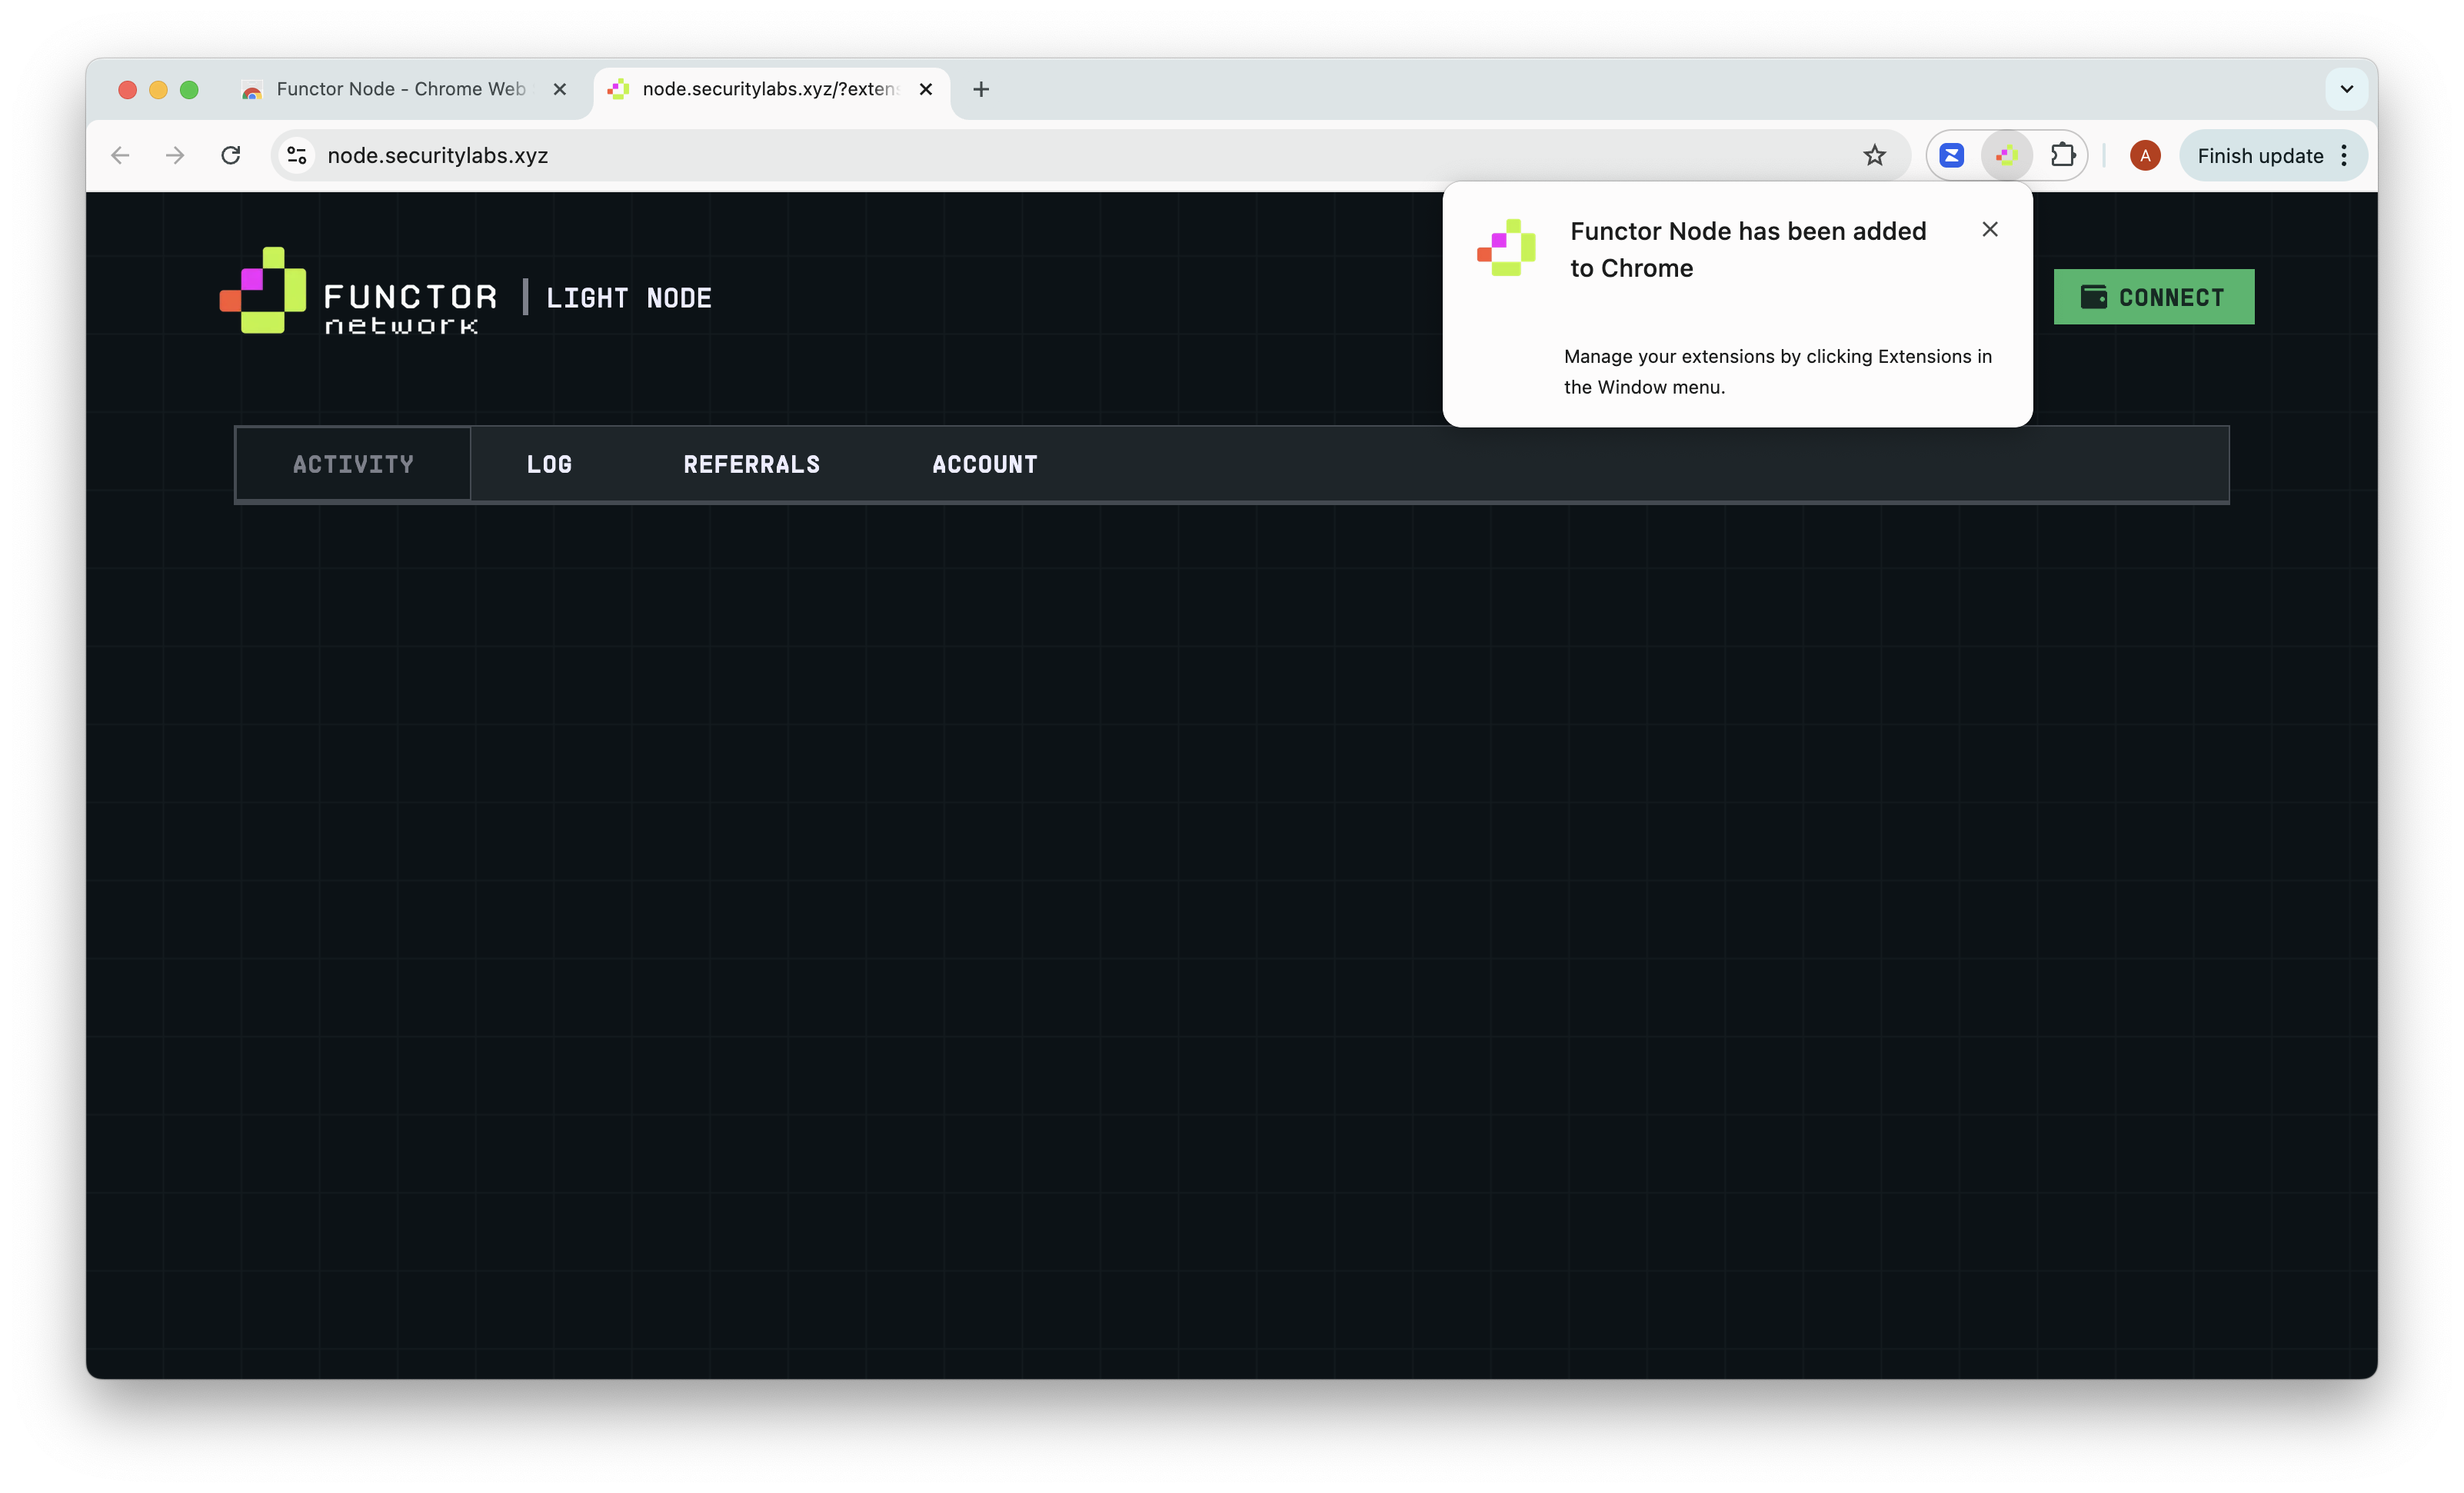 Functor Node - Chrome Web
node.securitylabs.xyz/?exten
node.securitylabs.xyz
A
Finish update
Functor Node has been added
to Chrome
Manage your extensions by clicking Extensions in
the Window menu.
FUNCTOR
network
LIGHT NODE
CONNECT
ACTIVITY
LOG
REFERRALS
ACCOUNT